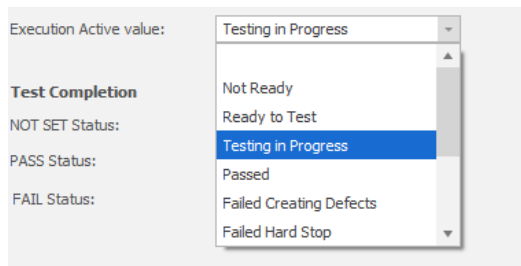 Execution Active value: Testing in Progress
Not Ready
Test Completion
Ready to Test
NOT SET Status:
Testing in Progress
PASS Status:
Passed
FAIL Status:
Failed Creating Defects
Failed Hard Stop